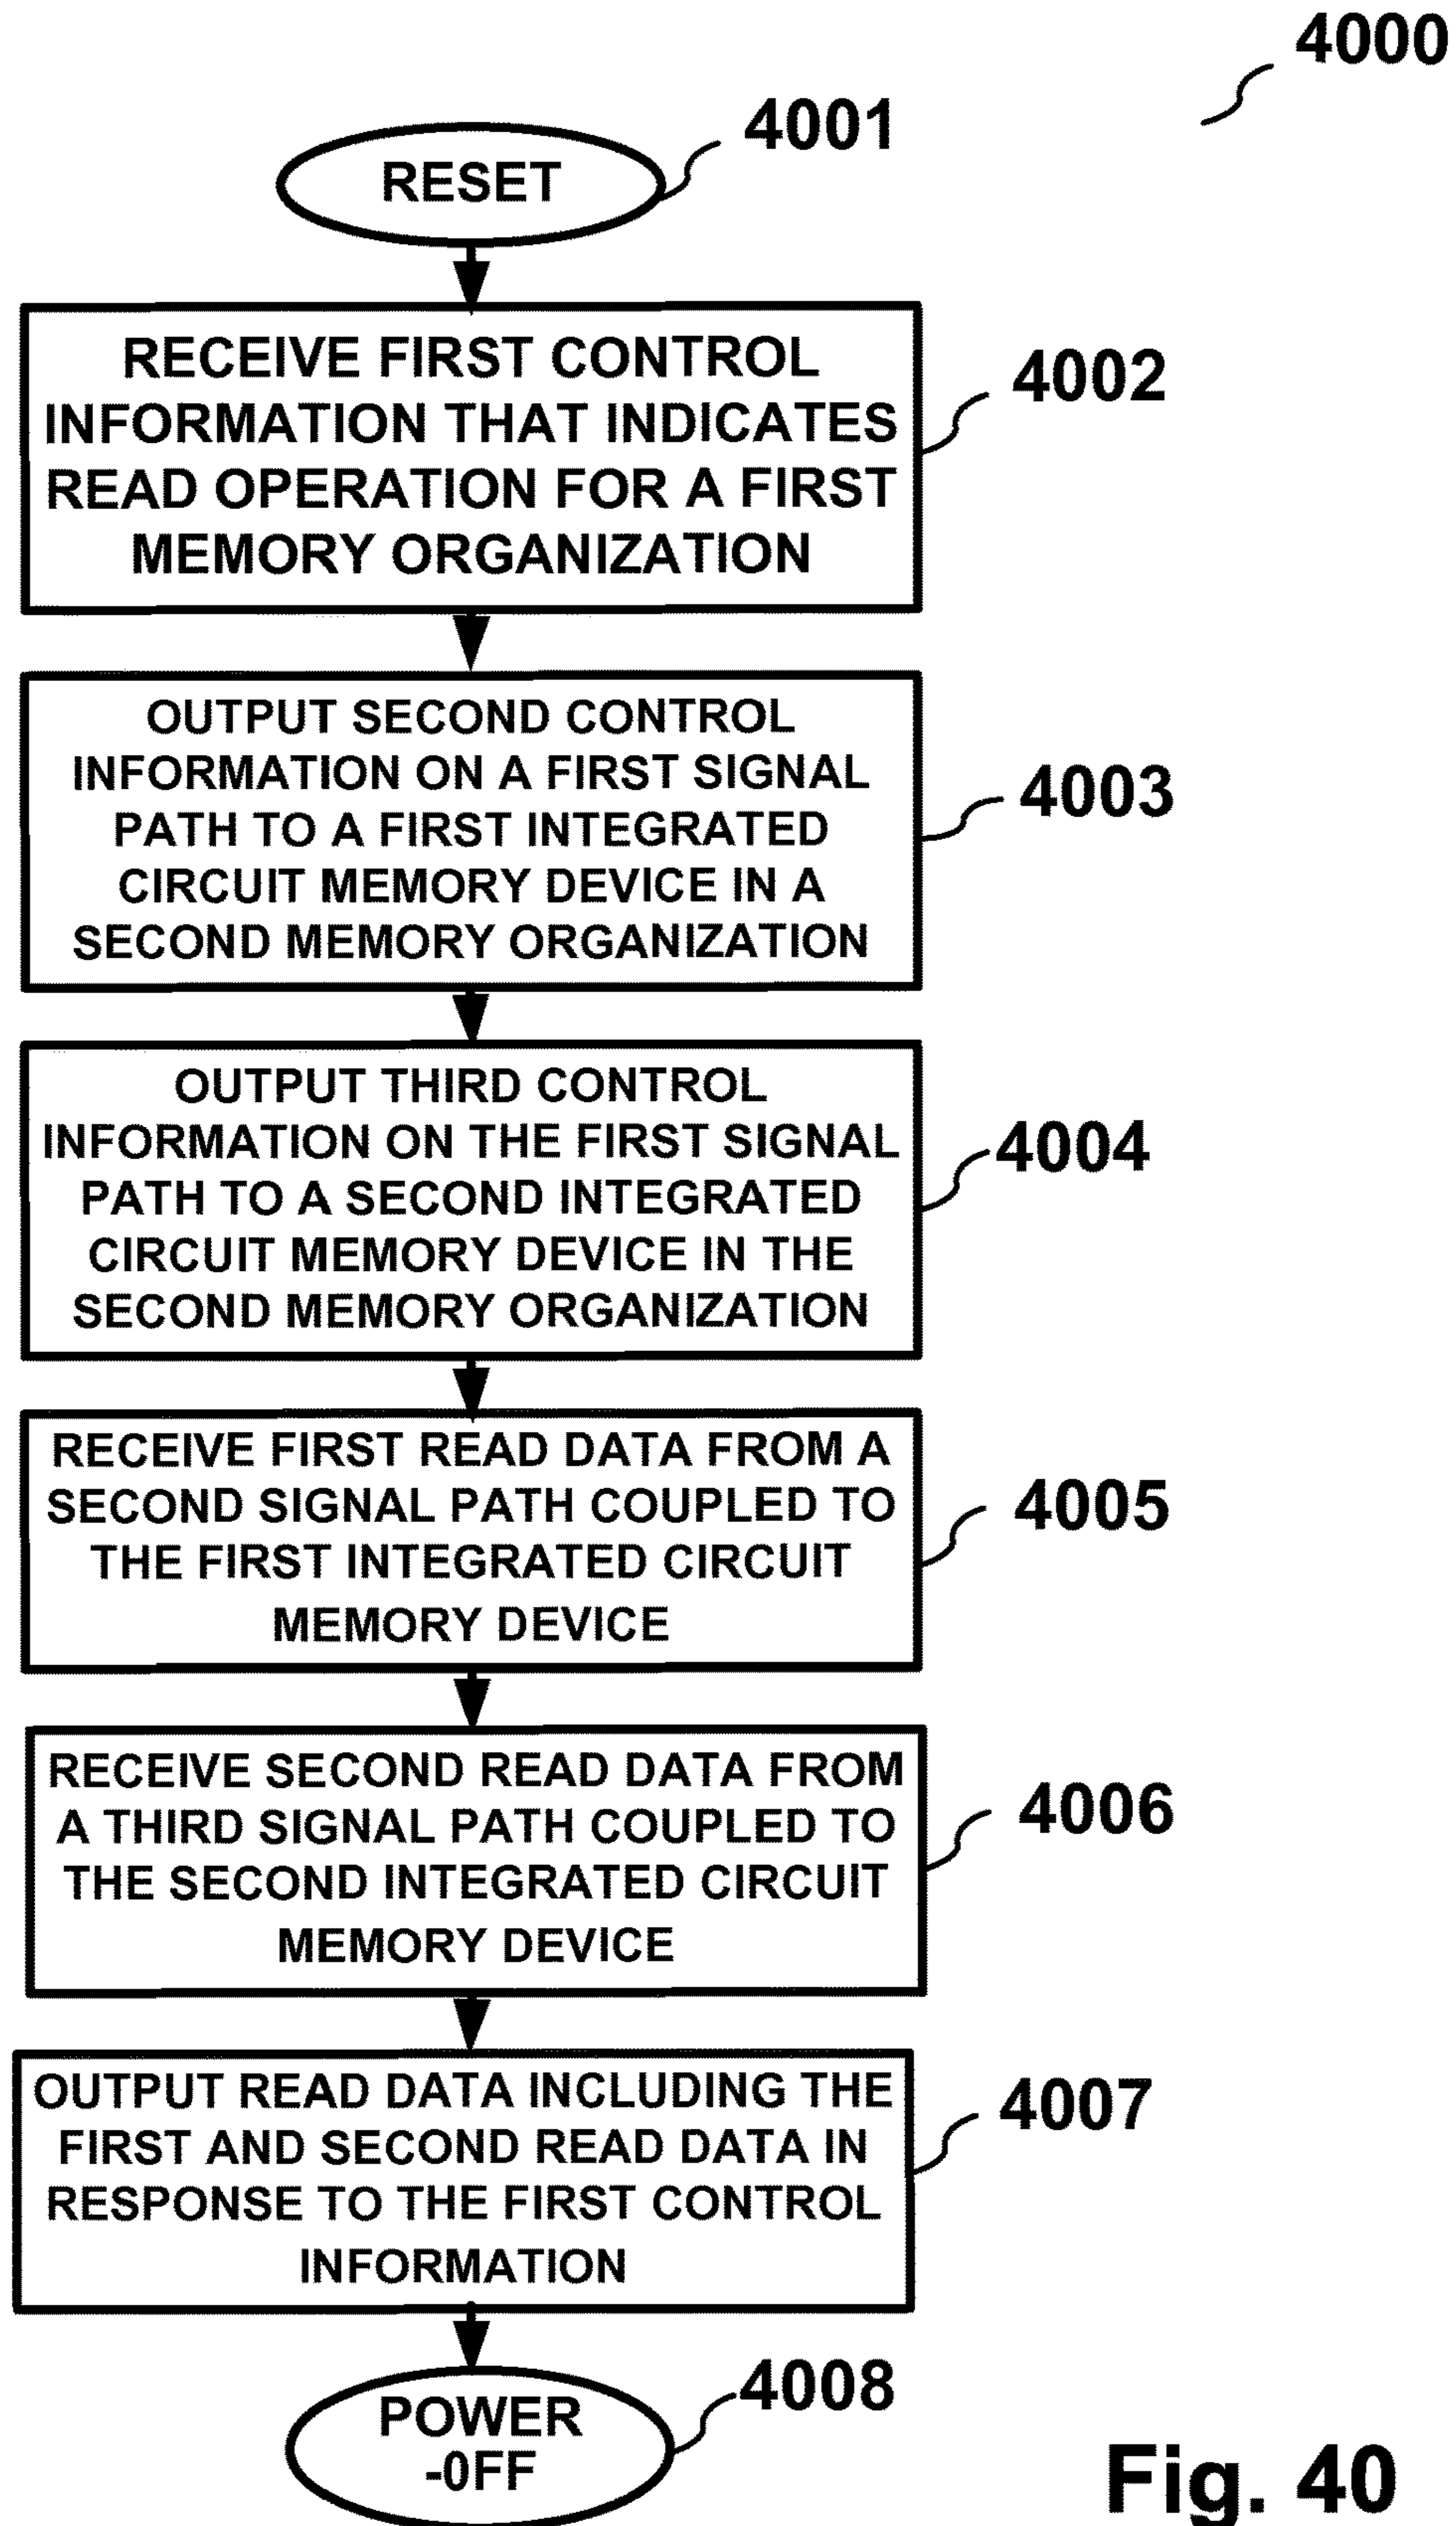 4000
4001
RESET
RECEIVE FIRST CONTROL
INFORMATION THAT INDICATES
READ OPERATION FOR A FIRST
MEMORY ORGANIZATION
4002
OUTPUT SECOND CONTROL
INFORMATION ON A FIRST SIGNAL
PATH TO A FIRST INTEGRATED
CIRCUIT MEMORY DEVICE IN A
SECOND MEMORY ORGANIZATION
4003
OUTPUT THIRD CONTROL
INFORMATION ON THE FIRST SIGNAL
PATH TO A SECOND INTEGRATED
CIRCUIT MEMORY DEVICE IN THE
SECOND MEMORY ORGANIZATION
4004
RECEIVE FIRST READ DATA FROM A
SECOND SIGNAL PATH COUPLED TO
THE FIRST INTEGRATED CIRCUIT
MEMORY DEVICE
4005
RECEIVE SECOND READ DATA FROM
A THIRD SIGNAL PATH COUPLED TO
THE SECOND INTEGRATED CIRCUIT
MEMORY DEVICE
4006
OUTPUT READ DATA INCLUDING THE
FIRST AND SECOND READ DATA IN
RESPONSE TO THE FIRST CONTROL
INFORMATION
4007
POWER
-0FF
4008
Fig. 40